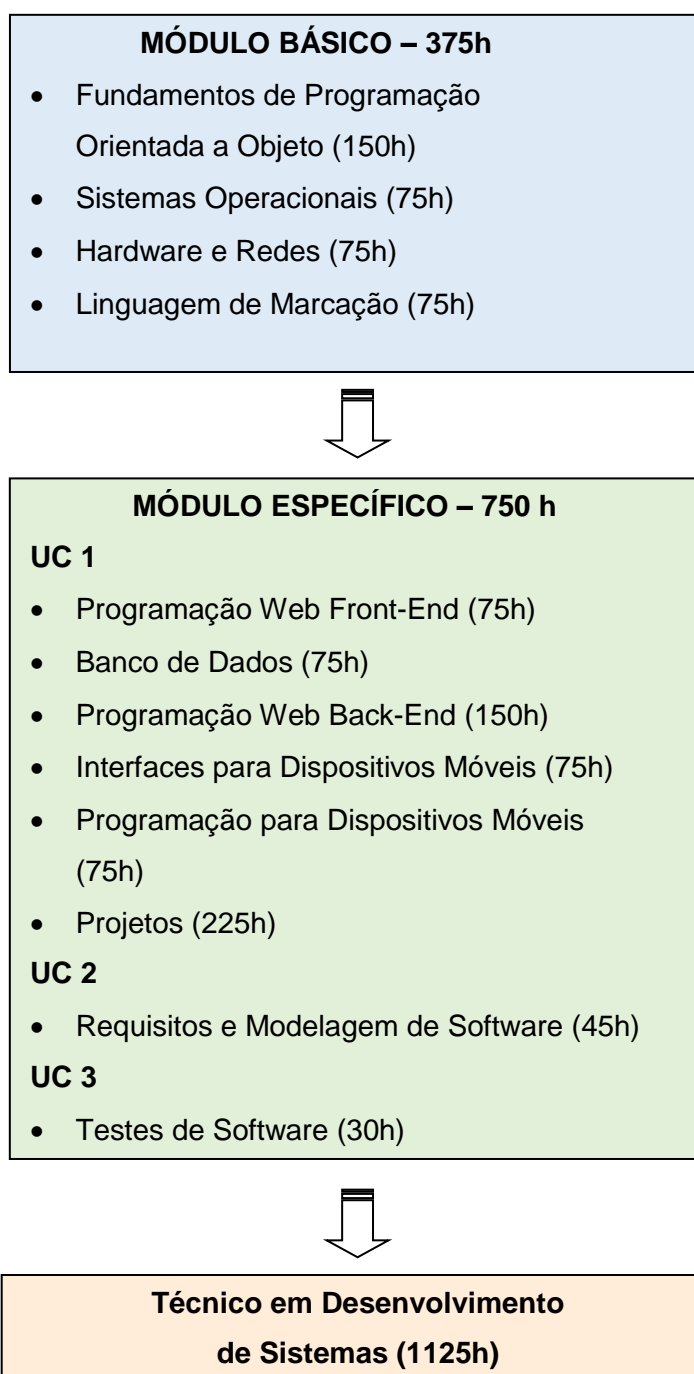 MÓDULO BÁSICO – 375h
• Fundamentos de Programação
Orientada a Objeto (150h)
• Sistemas Operacionais (75h)
• Hardware e Redes (75h)
• Linguagem de Marcação (75h)
MÓDULO ESPECÍFICO – 750 h
UC 1
• Programação Web Front-End (75h)
• Banco de Dados (75h)
• Programação Web Back-End (150h)
• Interfaces para Dispositivos Móveis (75h)
• Programação para Dispositivos Móveis
(75h)
• Projetos (225h)
UC 2
• Requisitos e Modelagem de Software (45h)
UC 3
• Testes de Software (30h)
Técnico em Desenvolvimento
de Sistemas (1125h)